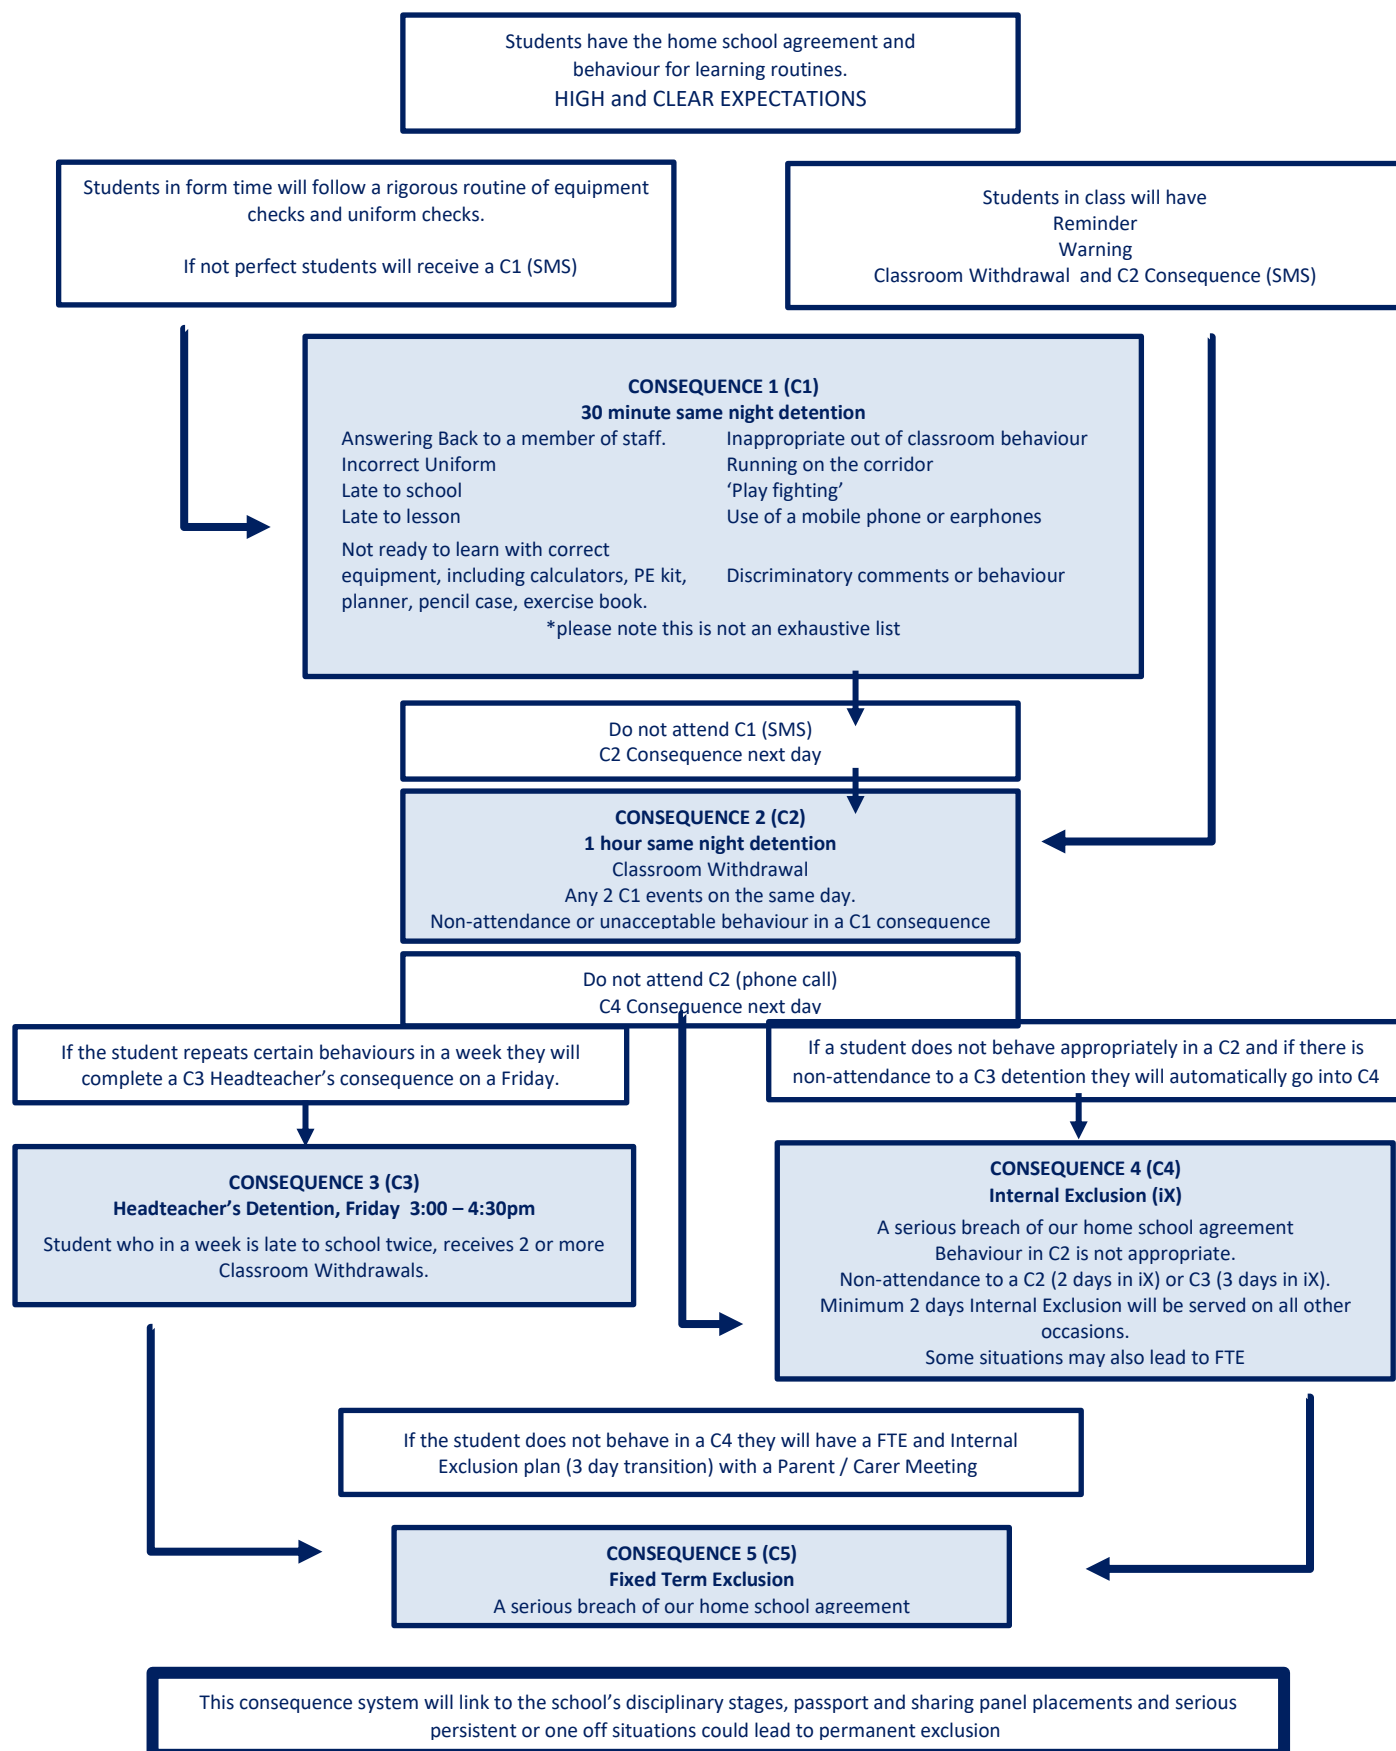 Students have the home school agreement and
behaviour for learning routines.
HIGH and CLEAR EXPECTATIONS
Students in form time will follow a rigorous routine of equipment
checks and uniform checks.
If not perfect students will receive a C1 (SMS)
Students in class will have
Reminder
Warning
Classroom Withdrawal and C2 Consequence (SMS)
CONSEQUENCE 1 (C1)
30 minute same night detention
Answering Back to a member of staff.
Inappropriate out of classroom behaviour
Incorrect Uniform
Running on the corridor
Late to school
‘Play fighting’
Late to lesson
Use of a mobile phone or earphones
Not ready to learn with correct
equipment, including calculators, PE kit,
planner, pencil case, exercise book.
Discriminatory comments or behaviour
*please note this is not an exhaustive list
Do not attend C1 (SMS)
C2 Consequence next day
CONSEQUENCE 2 (C2)
1 hour same night detention
Classroom Withdrawal
Any 2 C1 events on the same day.
Non-attendance or unacceptable behaviour in a C1 consequence
Do not attend C2 (phone call)
C4 Consequence next day
If the student repeats certain behaviours in a week they will
complete a C3 Headteacher’s consequence on a Friday.
If a student does not behave appropriately in a C2 and if there is
non-attendance to a C3 detention they will automatically go into C4
CONSEQUENCE 3 (C3)
Headteacher’s Detention, Friday 3:00 – 4:30pm
Student who in a week is late to school twice, receives 2 or more
Classroom Withdrawals.
CONSEQUENCE 4 (C4)
Internal Exclusion (iX)
A serious breach of our home school agreement
Behaviour in C2 is not appropriate.
Non-attendance to a C2 (2 days in iX) or C3 (3 days in iX).
Minimum 2 days Internal Exclusion will be served on all other
occasions.
Some situations may also lead to FTE
If the student does not behave in a C4 they will have a FTE and Internal
Exclusion plan (3 day transition) with a Parent / Carer Meeting
CONSEQUENCE 5 (C5)
Fixed Term Exclusion
A serious breach of our home school agreement
This consequence system will link to the school’s disciplinary stages, passport and sharing panel placements and serious
persistent or one off situations could lead to permanent exclusion